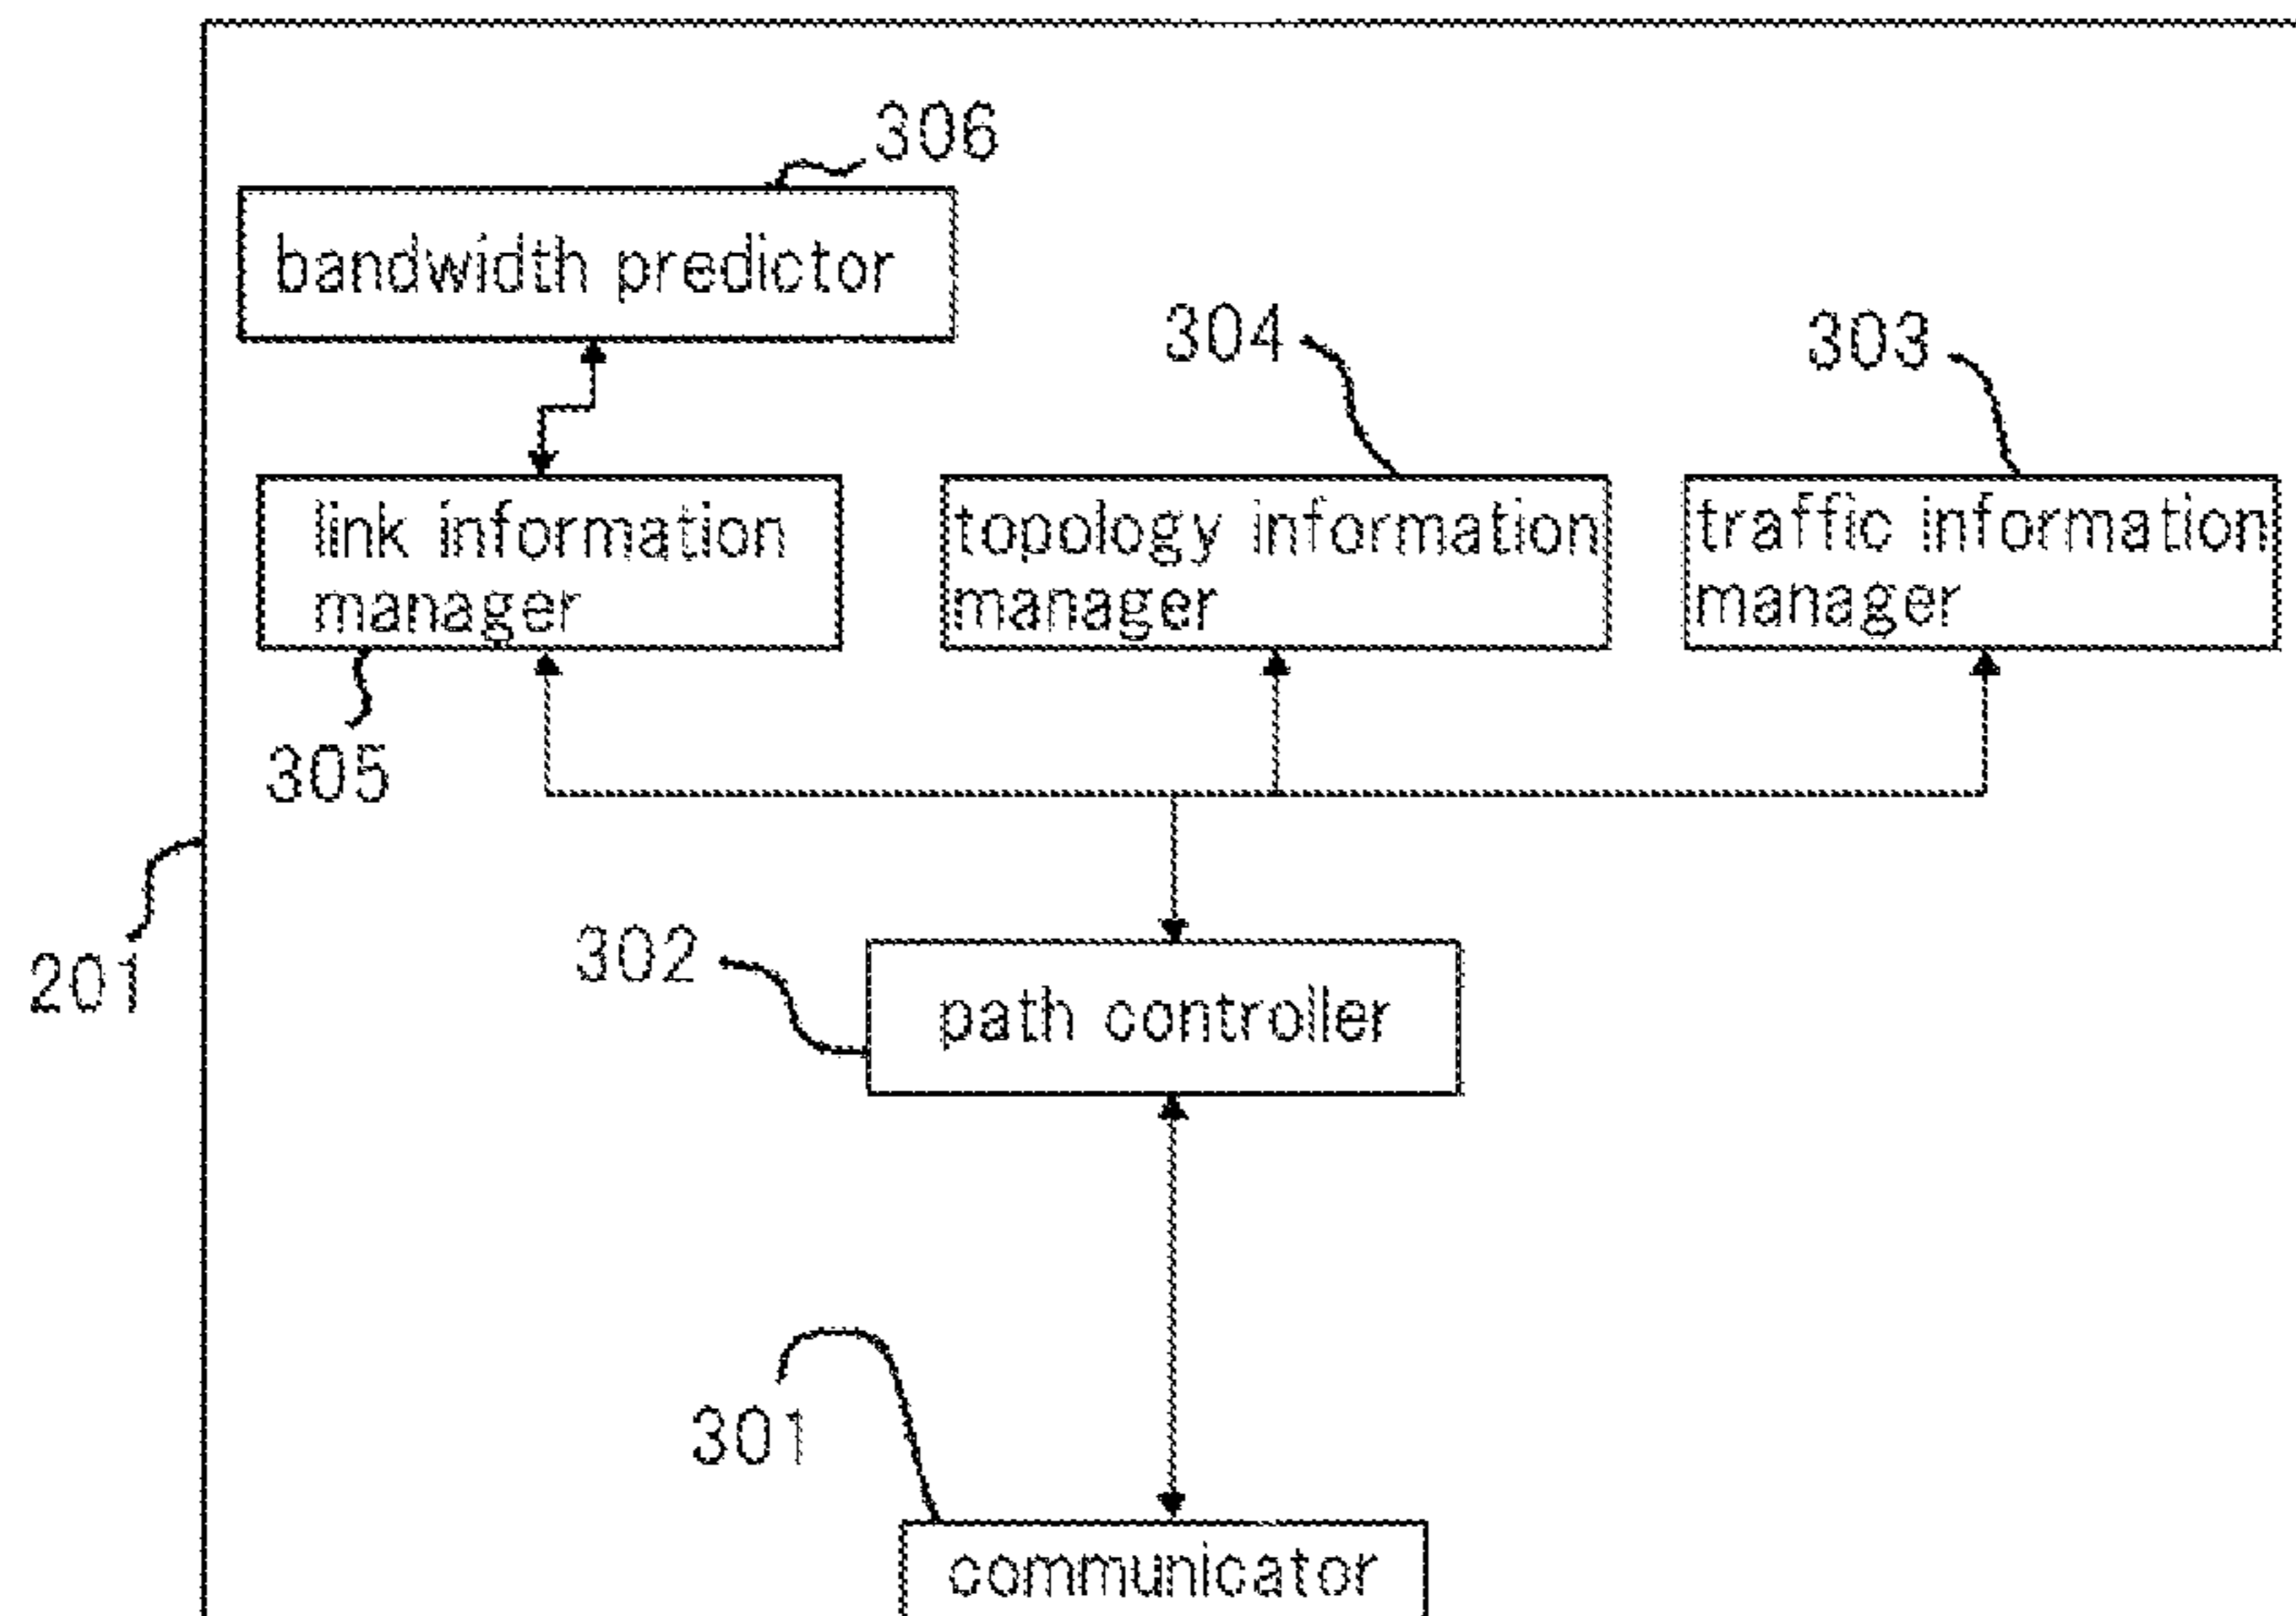 306
bandwidth predictor
304
303
link information
manager
topology information
manager
traffic information
manager
305
201
302
path controller
301
communicator